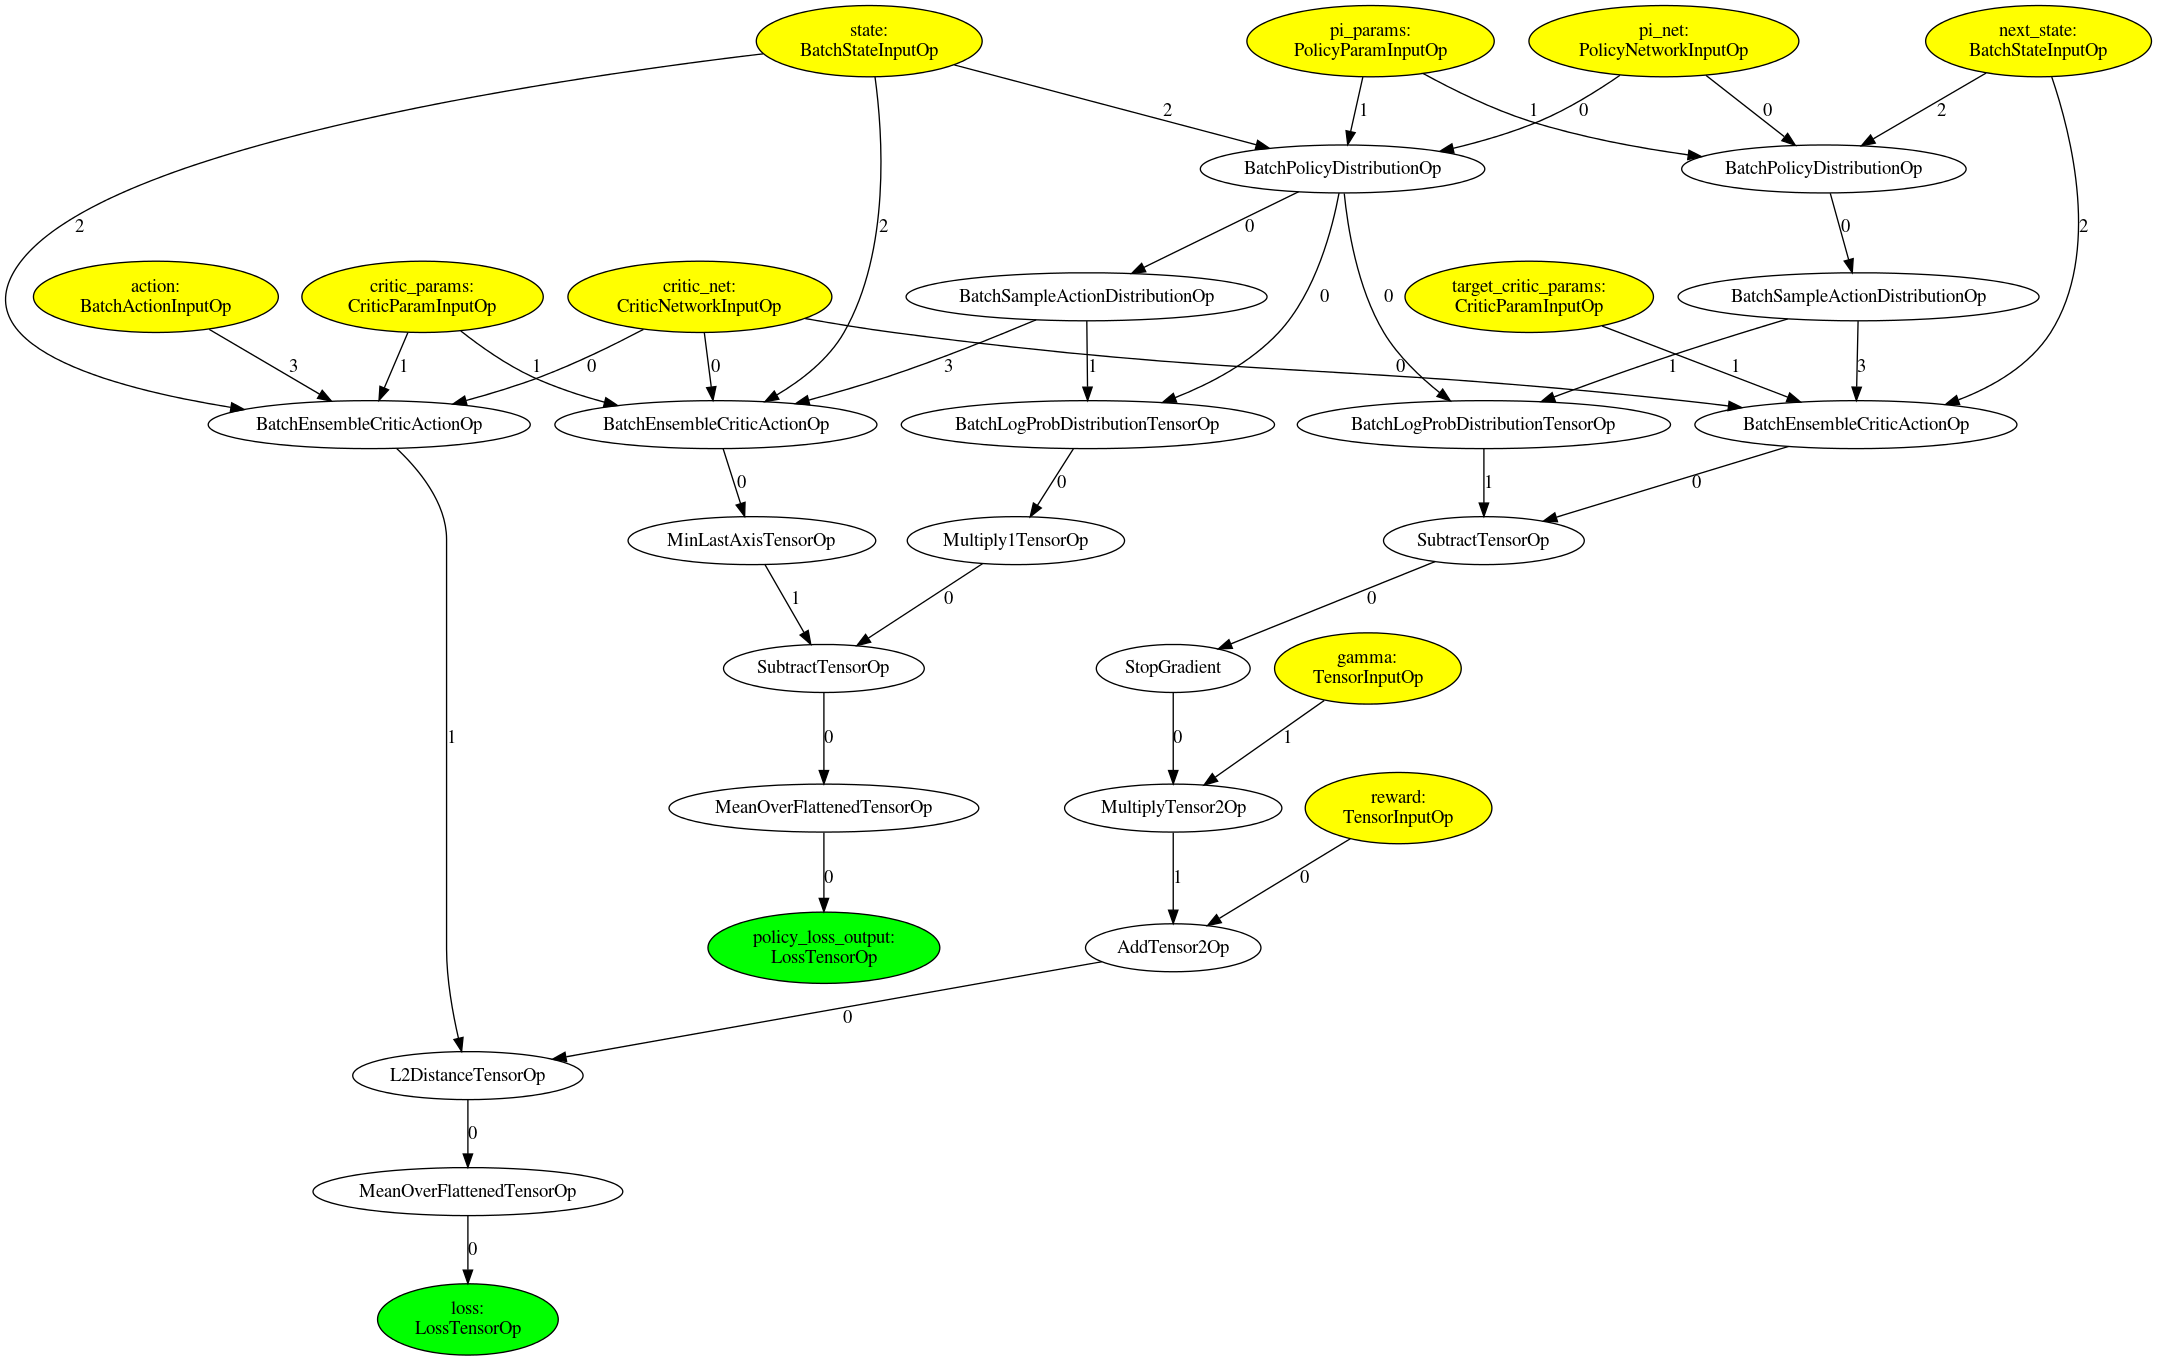 state:
BatchStateInputOp
pi_params:
PolicyParamInputOp
pi_net:
PolicyNetworkInputOp
next_state:
BatchStateInputOp
2
1
1
0
0
2
BatchPolicyDistributionOp
BatchPolicyDistributionOp
2
2
0
0
2
action:
BatchActionInputOp
critic_params:
CriticParamInputOp
critic_net:
CriticNetworkInputOp
BatchSampleActionDistributionOp
0
0
target_critic_params:
CriticParamInputOp
BatchSampleActionDistributionOp
3
1
1
0
0
3
1
0
1
1
3
BatchEnsembleCriticActionOp
BatchEnsembleCriticActionOp
BatchLogProbDistributionTensorOp
BatchLogProbDistributionTensorOp
BatchEnsembleCriticActionOp
0
0
1
0
MinLastAxisTensorOp
Multiply1TensorOp
SubtractTensorOp
1
0
0
SubtractTensorOp
StopGradient
gamma:
TensorInputOp
1
0
0
1
MeanOverFlattenedTensorOp
MultiplyTensor2Op
reward:
TensorInputOp
0
1
0
policy_loss_output:
LossTensorOp
AddTensor2Op
0
L2DistanceTensorOp
0
MeanOverFlattenedTensorOp
0
loss:
LossTensorOp